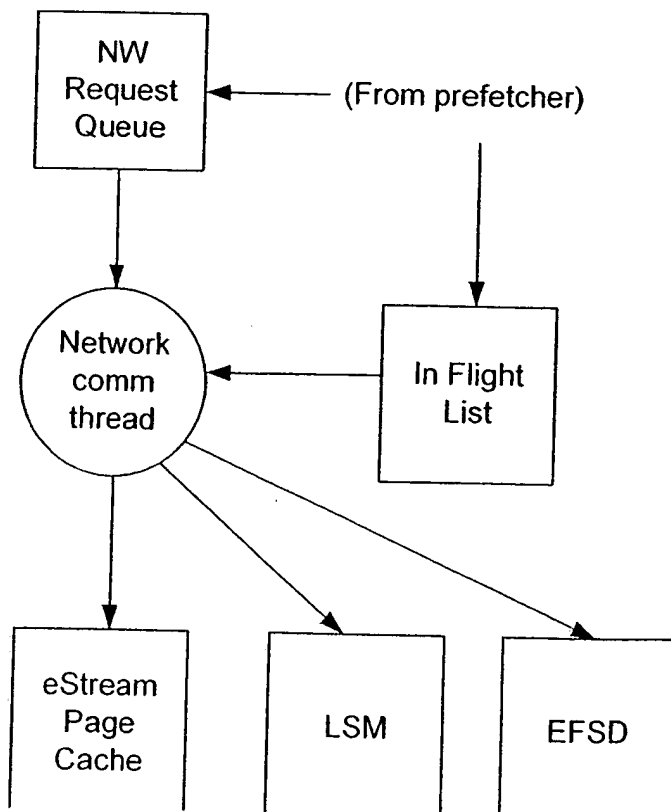 NW
Request
Queue
(From prefetcher)
Network
comm
thread
In Flight
List
eStream
Page
Cache
LSM
EFSD